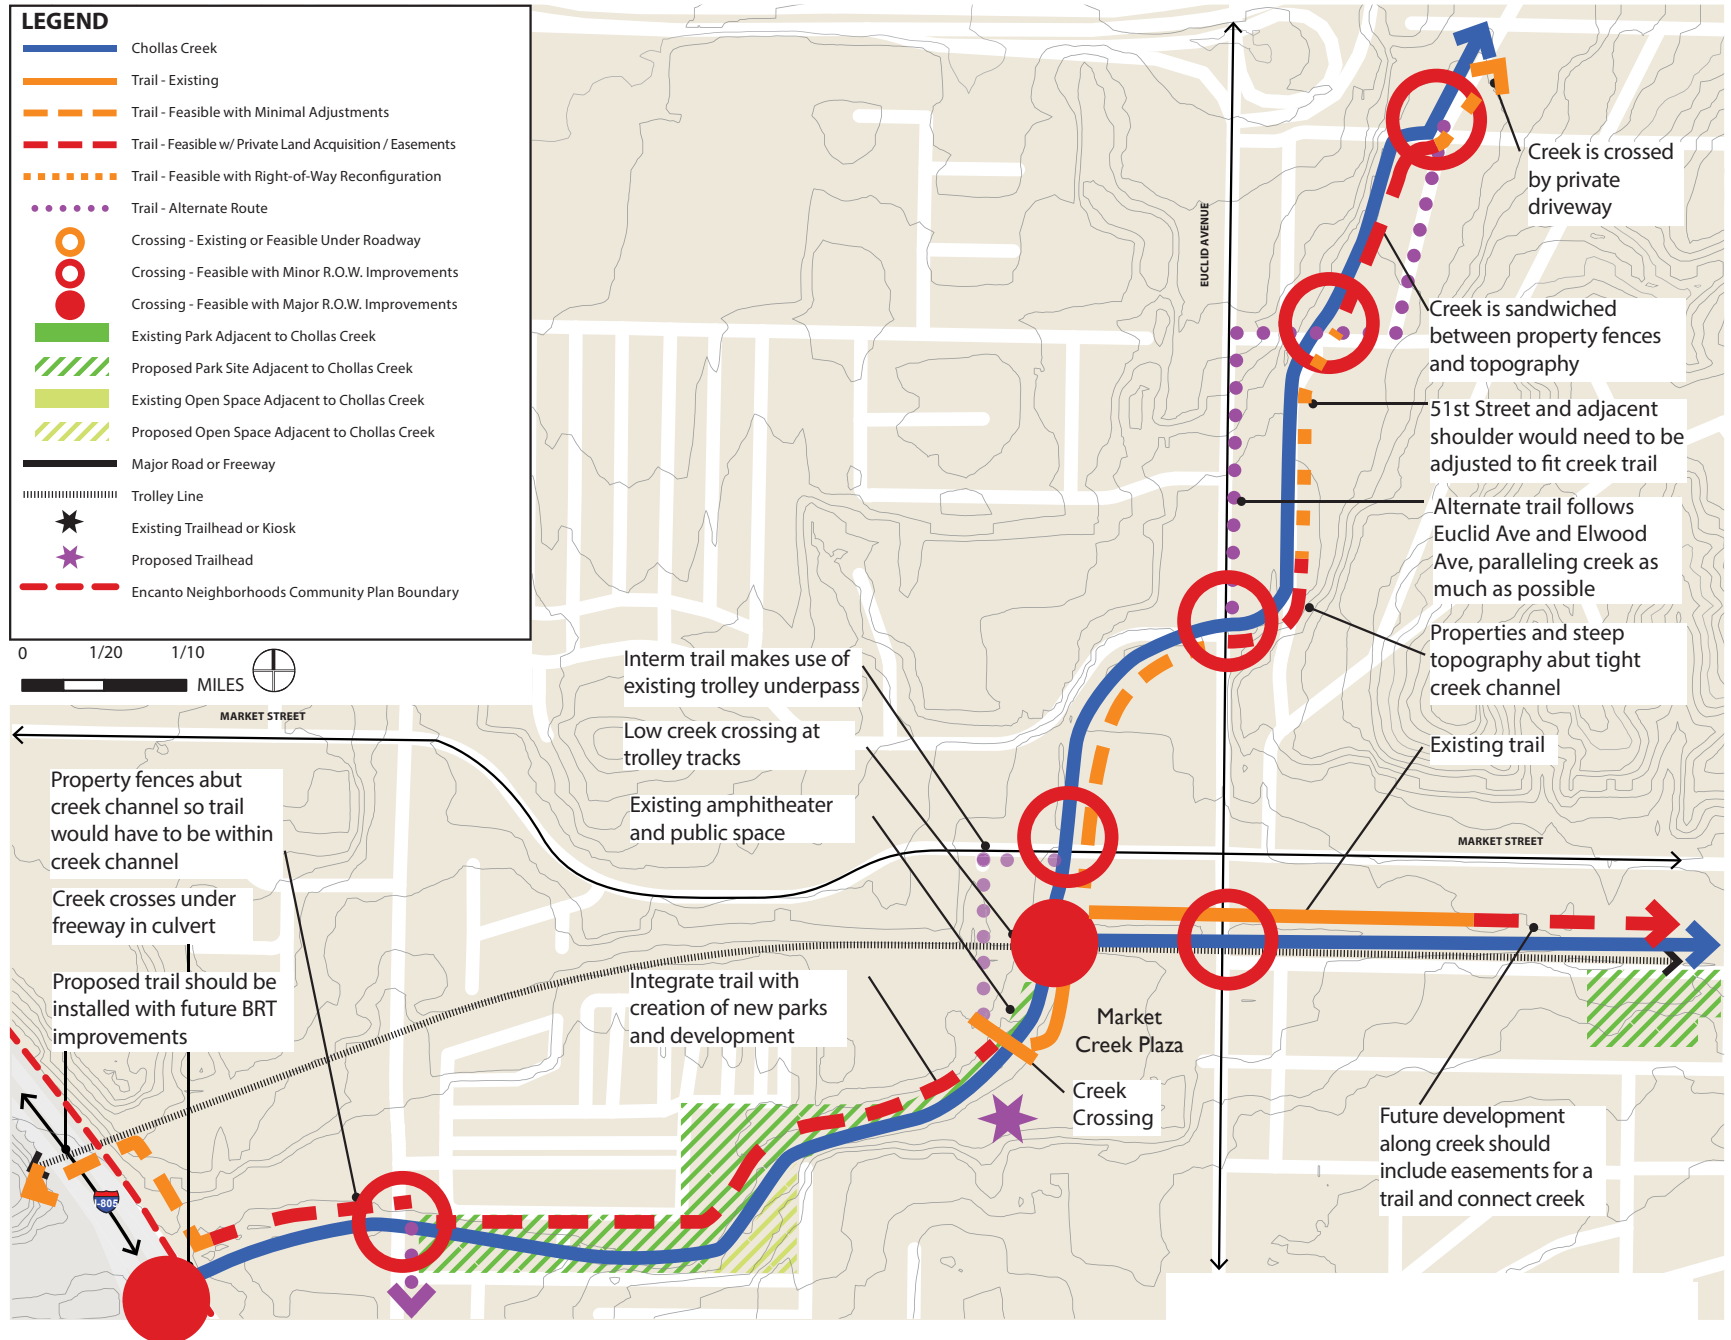 LEGEND
Chollas Creek
Trail - Existing
Trail - Feasible with Minimal Adjustments
Trail - Feasible w/ Private Land Acquisition / Easements
Trail - Feasible with Right-of-Way Reconfiguration
Trail - Alternate Route
Crossing - Existing or Feasible Under Roadway
Crossing - Feasible with Minor R.O.W. Improvements
Crossing - Feasible with Major R.O.W. Improvements
Existing Park Adjacent to Chollas Creek
Proposed Park Site Adjacent to Chollas Creek
Existing Open Space Adjacent to Chollas Creek
Proposed Open Space Adjacent to Chollas Creek
Major Road or Freeway
Trolley Line
Existing Trailhead or Kiosk
Proposed Trailhead
Encanto Neighborhoods Community Plan Boundary
0 1/20 1/10
MILES
EUCLID AVENUE
Creek is crossed
by private
driveway
Creek is sandwiched
between property fences
and topography
51st Street and adjacent
shoulder would need to be
adjusted to fit creek trail
Alternate trail follows
Euclid Ave and Elwood
Ave, paralleling creek as
much as possible
Properties and steep
topography abut tight
creek channel
Existing trail
MARKET STREET
Interm trail makes use of
existing trolley underpass
Low creek crossing at
trolley tracks
Existing amphitheater
and public space
MARKET STREET
Property fences abut
creek channel so trail
would have to be within
creek channel
Creek crosses under
freeway in culvert
Proposed trail should be
installed with future BRT
improvements
Integrate trail with
creation of new parks
and development
Market
Creek Plaza
Creek
Crossing
Future development
along creek should
include easements for a
trail and connect creek
I-805